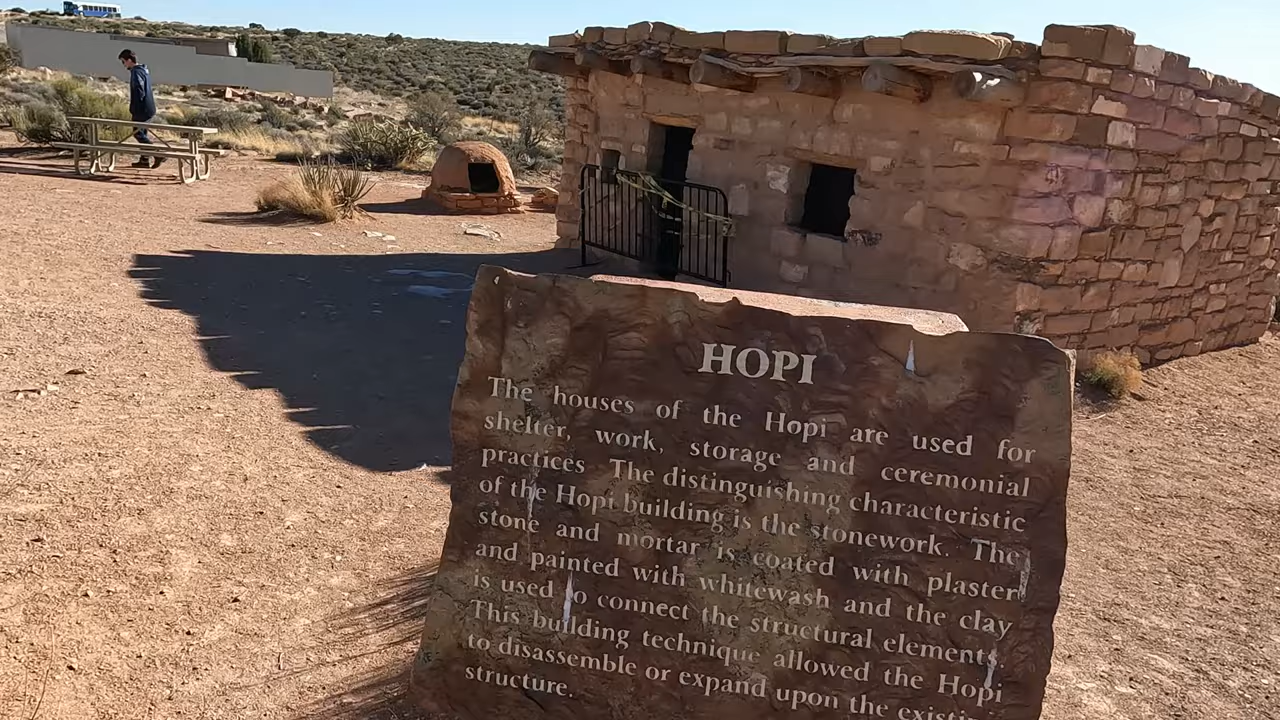 HOPI
The houses of the Hopi are used for
shelter, work, storage and ceremonial
practices The distinguishing characteristic
of the Hopi building is the stonework. The
stone and mortar is coated with plaster
and painted with whitewash and the clay
is used to connect the structural elements.
This building technique allowed the Hopi
to disassemble or expand upon the
structure.